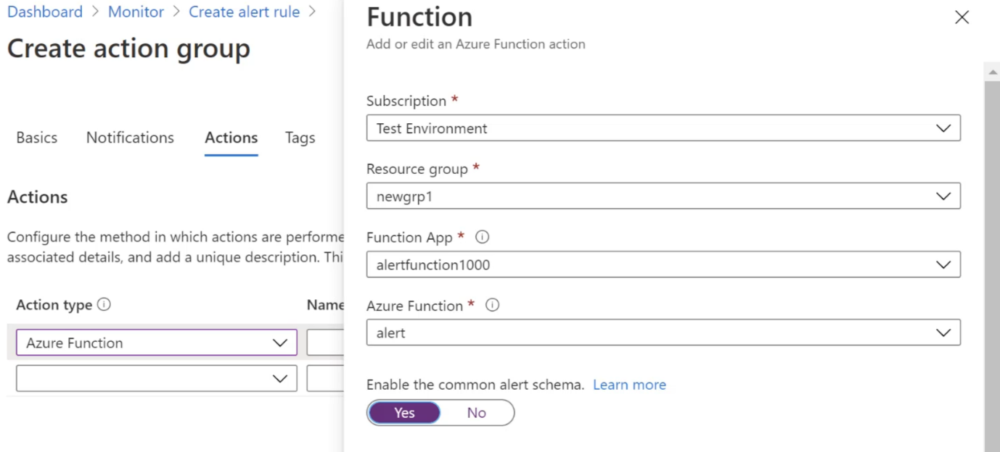 Dashboard > Monitor > Create alert rule >
Create action group
Basics Notifications Actions Tags
Actions
Configure the method in which actions are performe
associated details, and add a unique description. Thi
Action type Name
Azure Function
Function
Add or edit an Azure Function action
Subscription *
Test Environment
Resource group *
newgrp1
Function App *
alertfunction1000
Azure Function *
alert
Enable the common alert schema. Learn more
Yes No